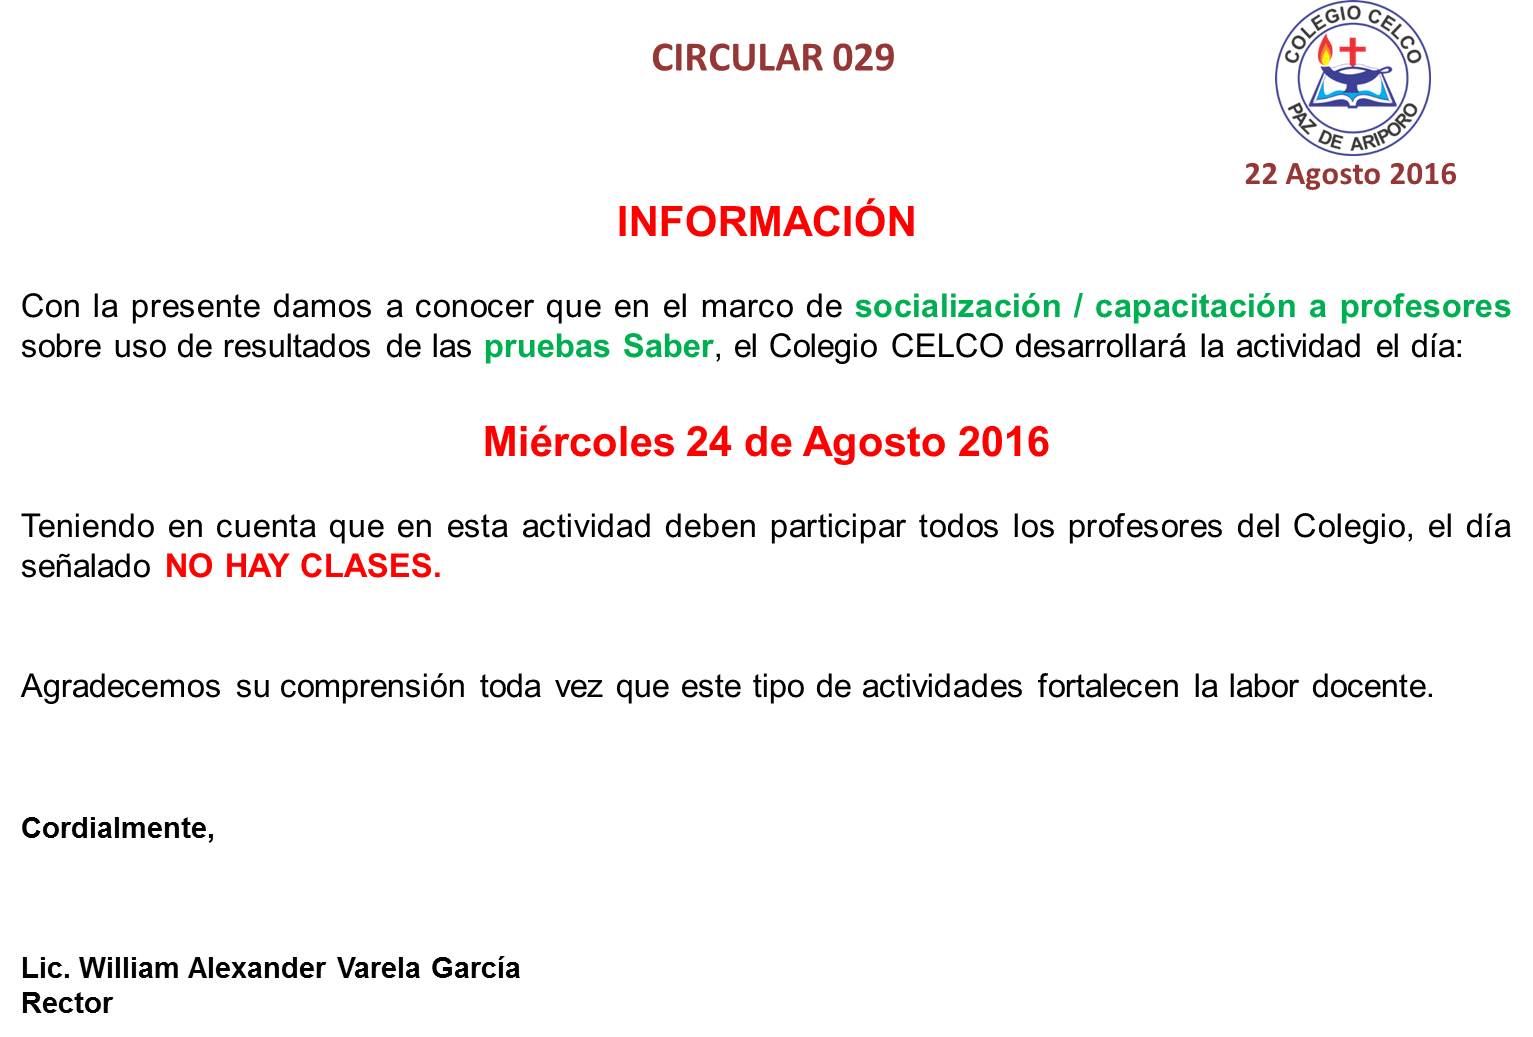 CIRCULAR 029
COLEGIO CELCO
PAZ DE ARIPORO
22 Agosto 2016
INFORMACIÓN
Con la presente damos a conocer que en el marco de socialización / capacitación a profesores
sobre uso de resultados de las pruebas Saber, el Colegio CELCO desarrollará la actividad el día:
Miércoles 24 de Agosto 2016
Teniendo en cuenta que en esta actividad deben participar todos los profesores del Colegio, el día
señalado NO HAY CLASES.
Agradecemos su comprensión toda vez que este tipo de actividades fortalecen la labor docente.
Cordialmente,
Lic. William Alexander Varela García
Rector